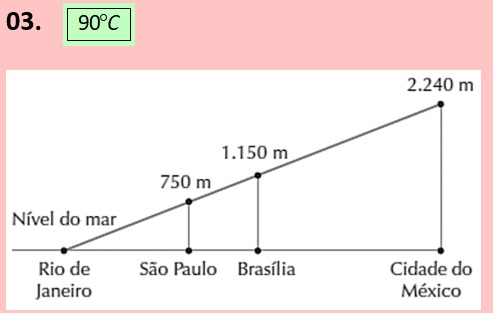 03. 90°C
2.240 m
1.150 m
750 m
Nível do mar
Rio de São Paulo Brasília Cidade do
Janeiro México